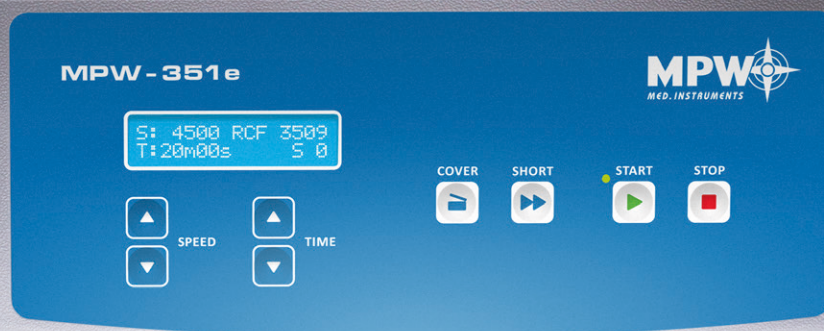 MPW-351e
MPW
MED. INSTRUMENTS
S: 4500 RCF 3509
T:20m00s S 0
COVER SHORT START STOP
SPEED TIME